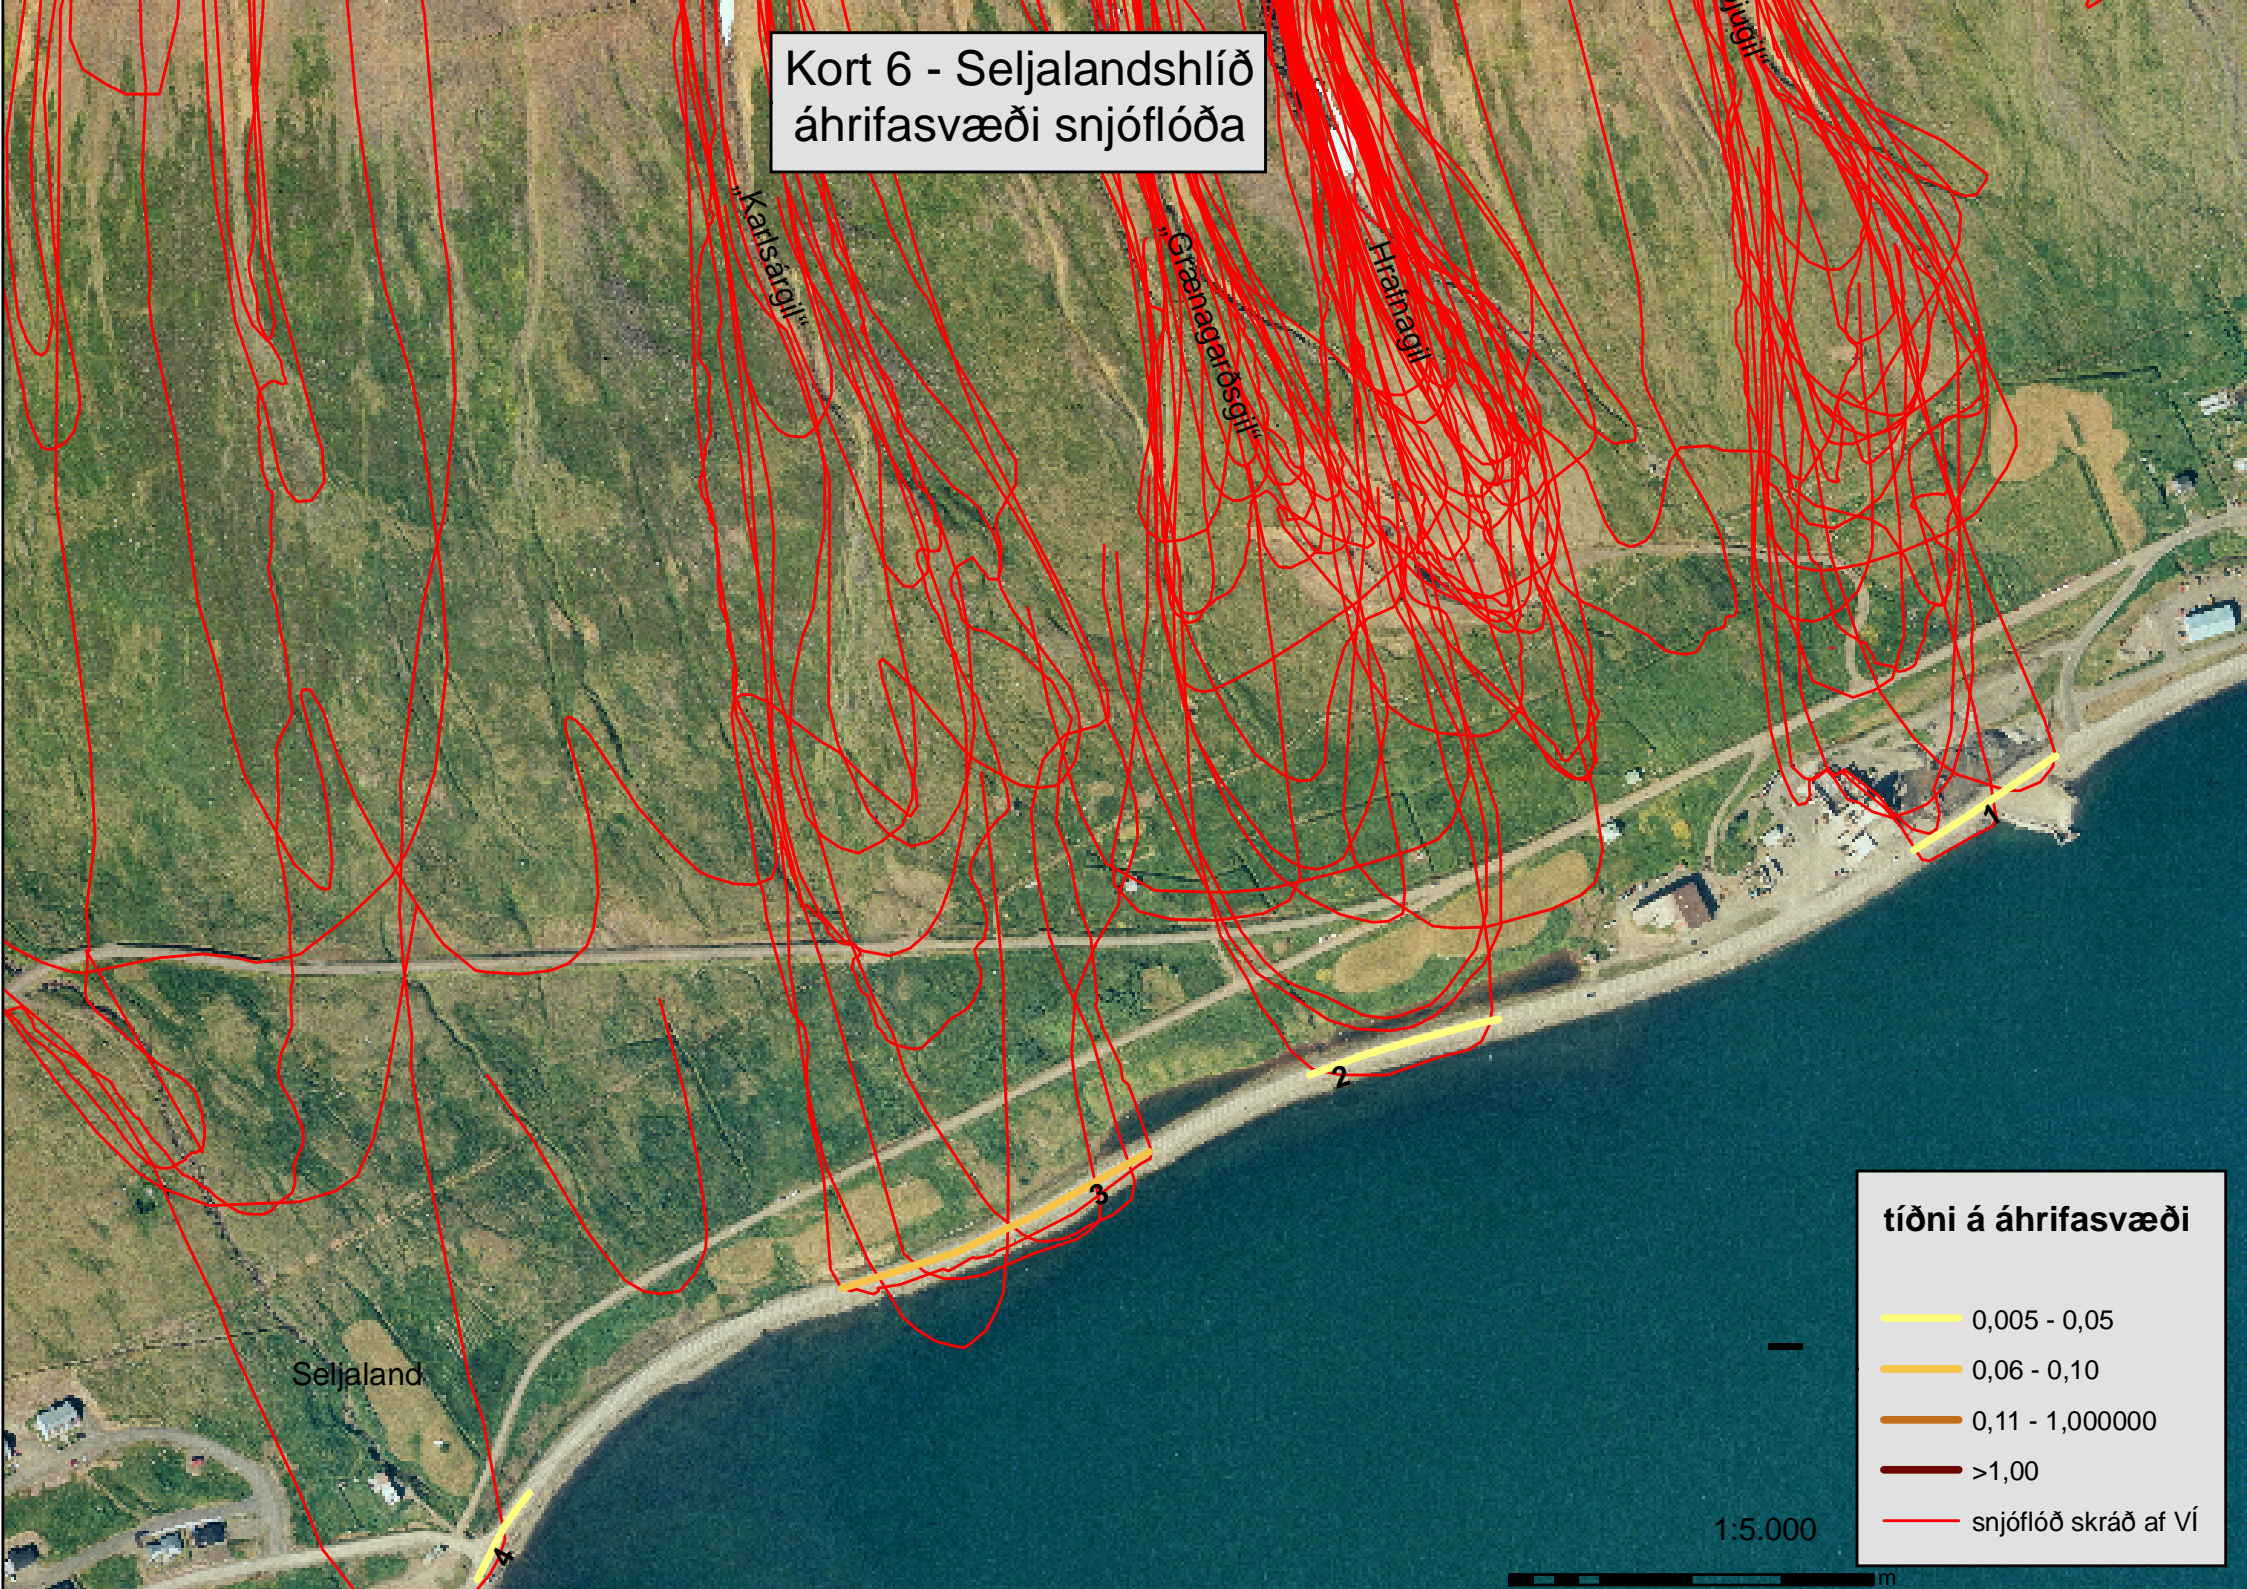 Kort 6 - Seljalandshlíð
áhrifasvæði snjóflóða
„Karlsárgil“
„Grænagarðsgil“
Hrafnagil
1
2
3
4
Seljaland
tíðni á áhrifasvæði
0,005 - 0,05
0,06 - 0,10
0,11 - 1,000000
>1,00
snjóflóð skráð af VÍ
1:5.000
m